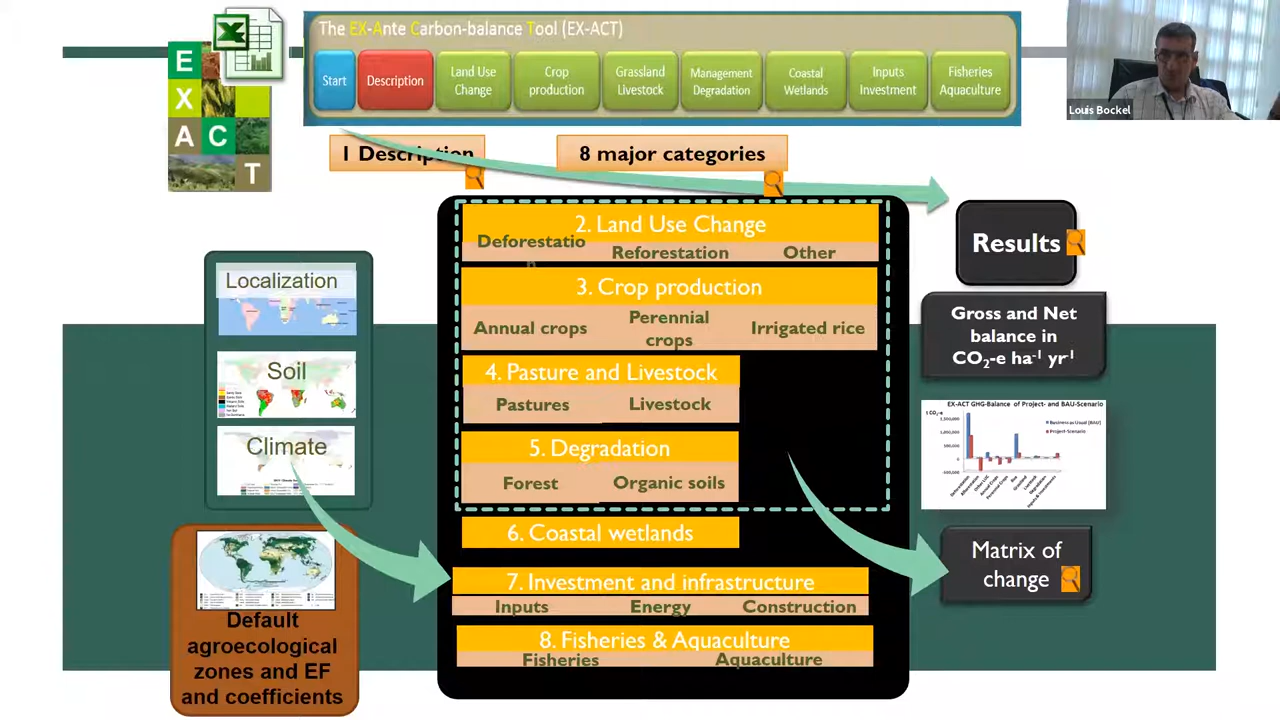 The EX-Ante Carbon-balance Tool (EX-ACT)
Start
Description
Land Use
Change
Crop
production
Grassland
Livestock
Management
Degradation
Coastal
Wetlands
Inputs
Investment
Fisheries
Aquaculture
Louis Bockel
E
X
A C
T
1 Description
8 major categories
2. Land Use Change
Deforestatio
n
Reforestation
Other
3. Crop production
Annual crops
Perennial
crops
Irrigated rice
4. Pasture and Livestock
Pastures
Livestock
5. Degradation
Forest
Organic soils
6. Coastal wetlands
7. Investment and infrastructure
Inputs
Energy
Construction
8. Fisheries & Aquaculture
Fisheries
Aquaculture
Localization
Soil
Climate
Default
agroecological
zones and EF
and coefficients
Results
Gross and Net
balance in
CO₂-e ha⁻¹ yr⁻¹
EX-ACT GHG-Balance of Project- and BAU-Scenario
Business as Usual (BAU)
Project-Scenario
Matrix of
change